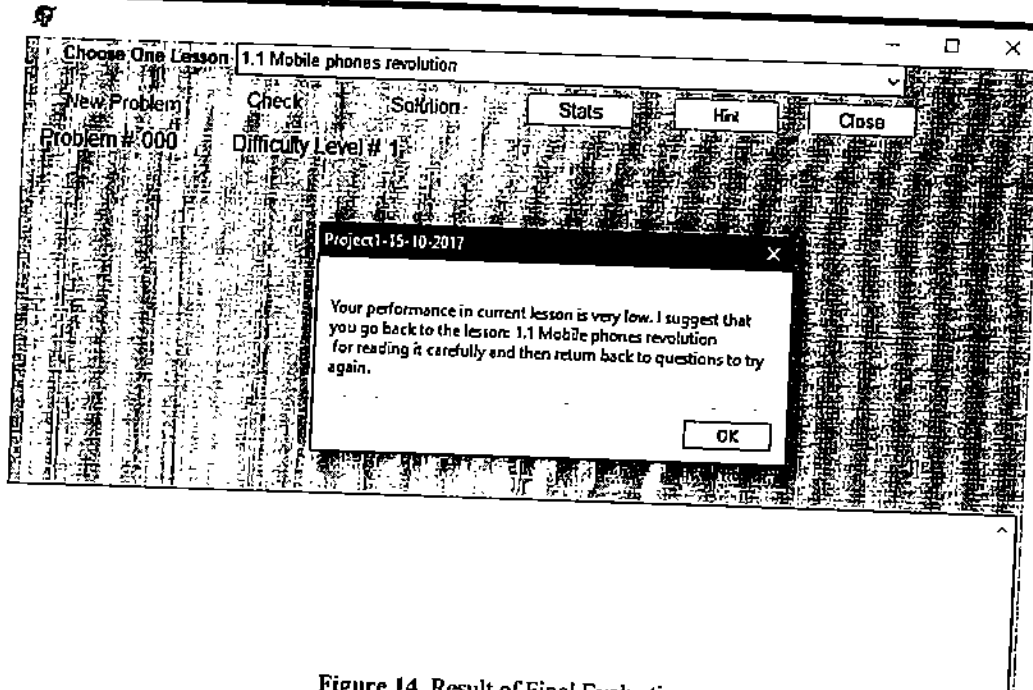 Choose One Lesson 1.1 Mobile phones revolution
New Problem Check Solution Stats Hint Close
Problem # 000 Difficulty Level # 1
Project1-15-10-2017
Your performance in current lesson is very low. I suggest that
you go back to the lesson: 1.1 Mobile phones revolution
for reading it carefully and then return back to questions to try
again.
OK
Figure 14. Result of Final